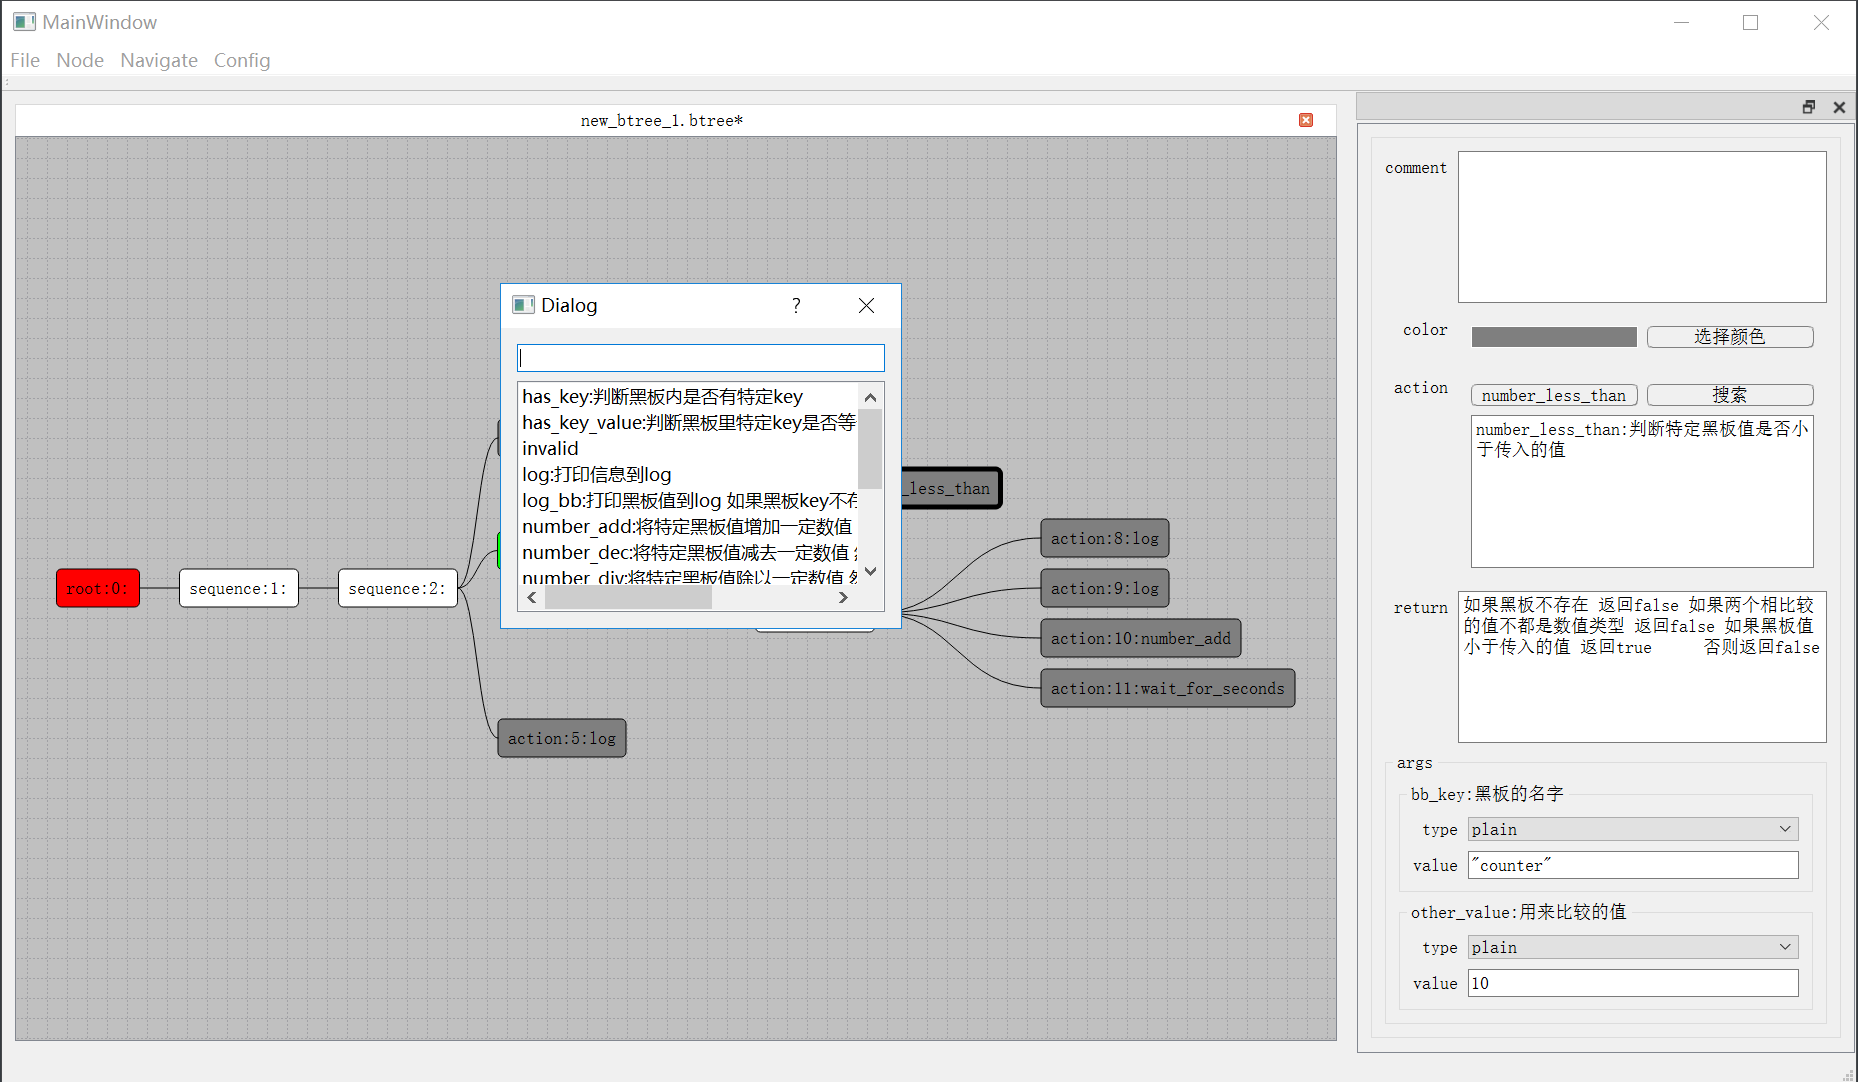 MainWindow
File Node Navigate Config
new_btree_1.btree*
Dialog
?
has_key:判断黑板内是否有特定key
has_key_value:判断黑板里特定key是否等
invalid
log:打印信息到log
log_bb:打印黑板值到log 如果黑板key不存
number_add:将特定黑板值增加一定数值
number_dec:将特定黑板值减去一定数值
number_div:将特定黑板值除以一定数值
_less_than
root:0:
sequence:1:
sequence:2:
action:8:log
action:9:log
action:10:number_add
action:11:wait_for_seconds
action:5:log
comment
color
选择颜色
action
number_less_than
搜索
number_less_than:判断特定黑板值是否小
于传入的值
return
如果黑板不存在 返回false 如果两个相比较
的值不都是数值类型 返回false 如果黑板值
小于传入的值 返回true 否则返回false
args
bb_key:黑板的名字
type plain
value "counter"
other_value:用来比较的值
type plain
value 10